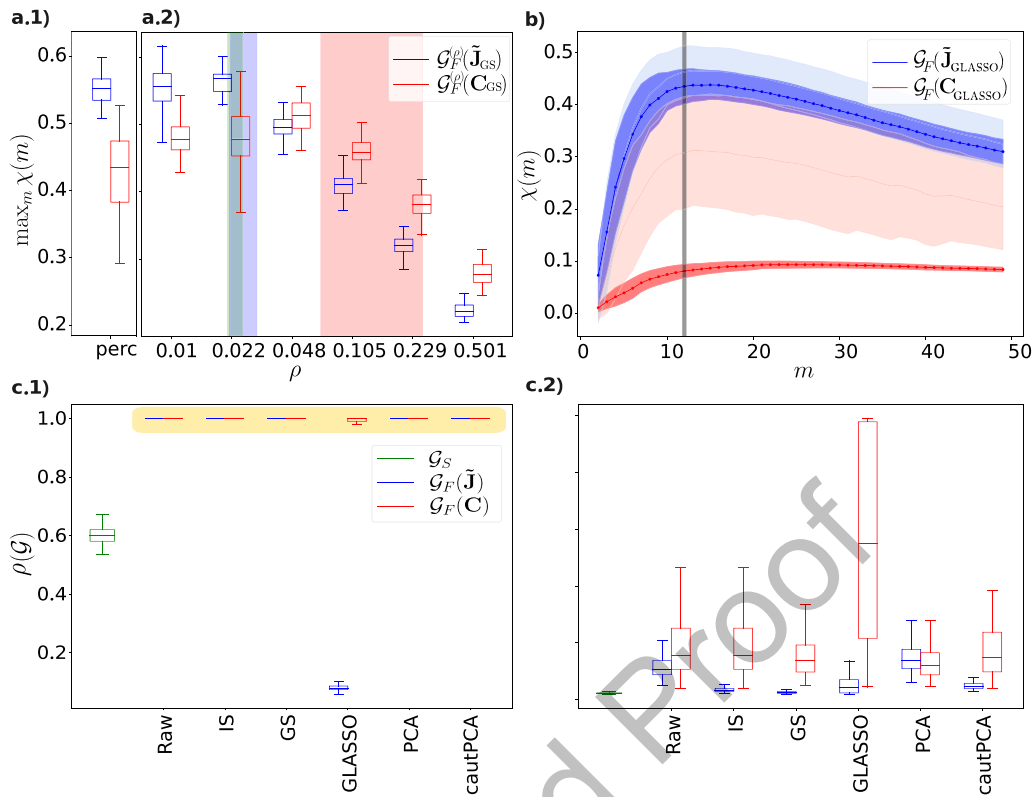 a.1)
a.2)
b)
0.6
0.5
0.4
0.3
0.2
max_m χ(m)
perc
0.01
0.022
0.048
0.105
0.229
0.501
ρ
G_F^(ρ)(J̃_GS)
G_F^(ρ)(C_GS)
0.5
0.4
0.3
0.2
0.1
0.0
χ(m)
0
10
20
30
40
50
m
G_F(J̃_GLASSO)
G_F(C_GLASSO)
c.1)
c.2)
1.0
0.8
0.6
0.4
0.2
ρ(G)
G_S
G_F(J̃)
G_F(C)
Raw
IS
GS
GLASSO
PCA
cautPCA
Raw
IS
GS
GLASSO
PCA
cautPCA
d Proof